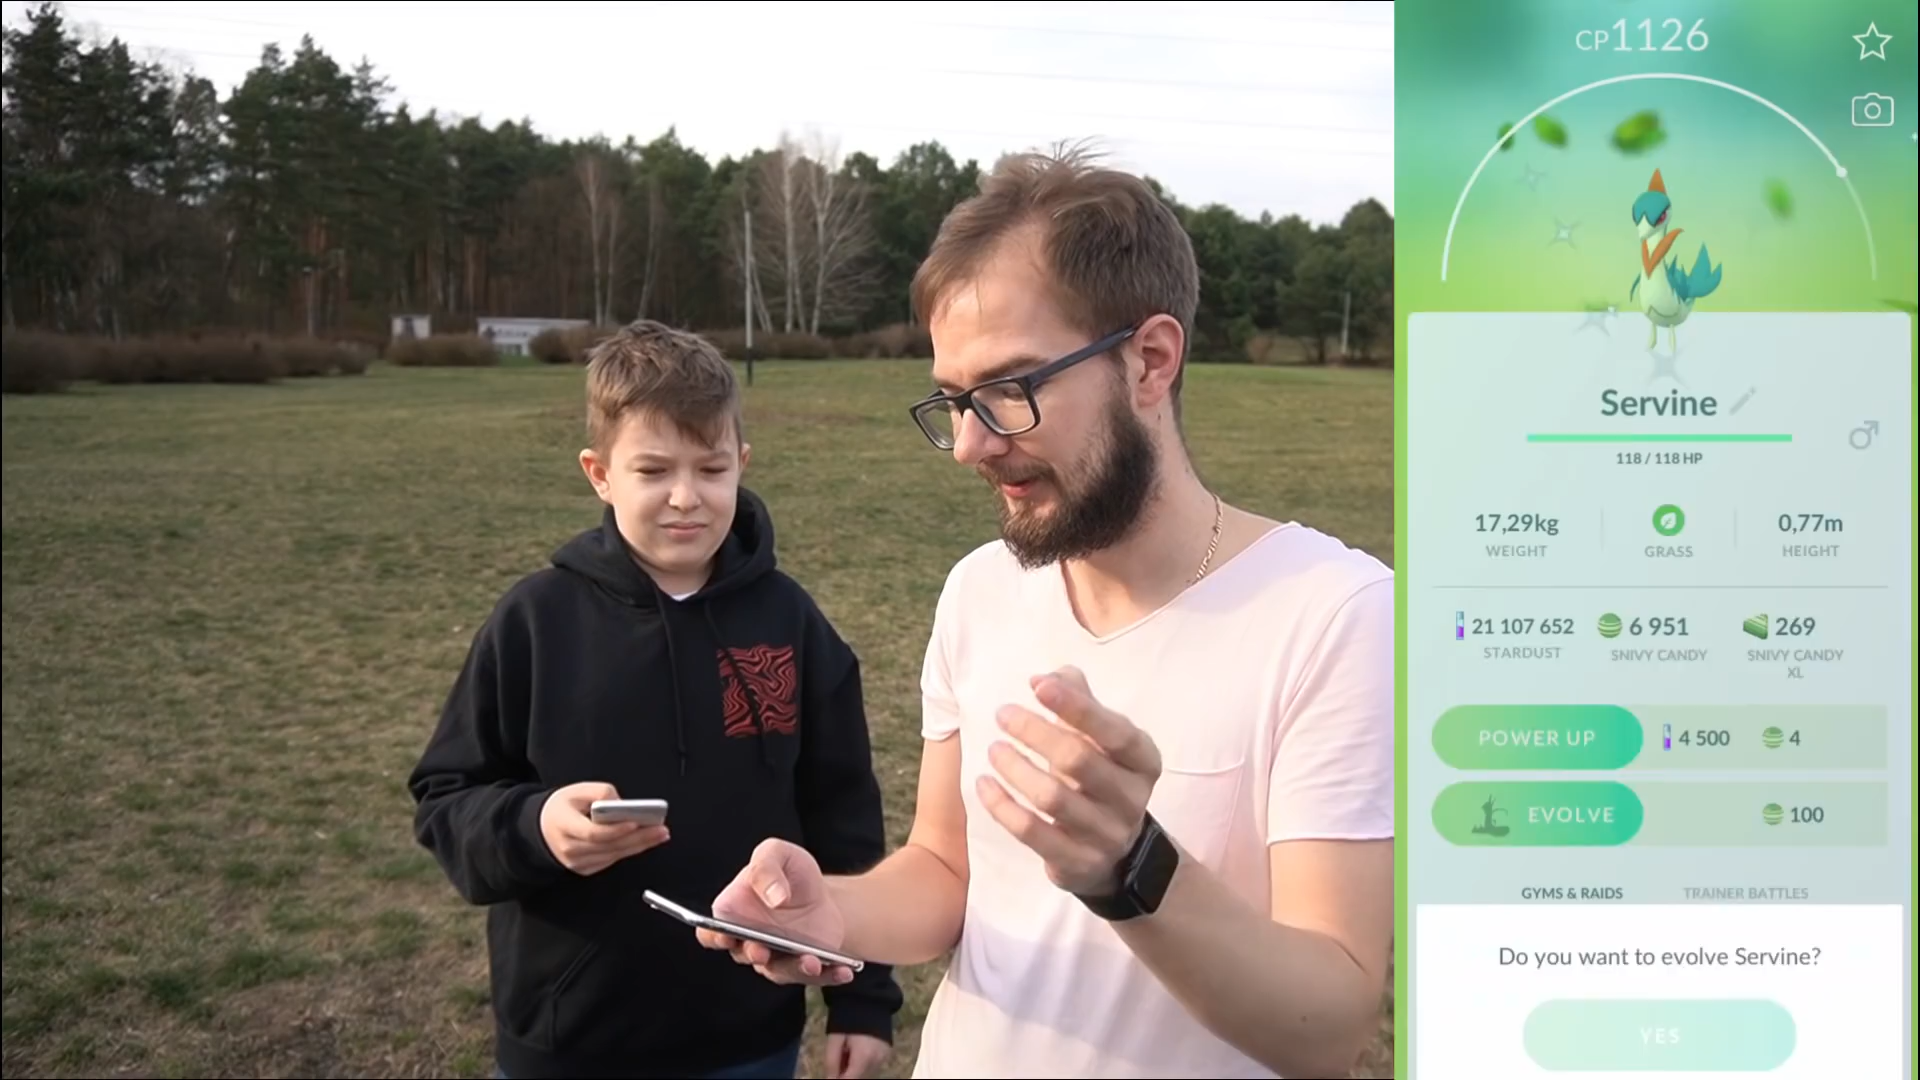 CP1126
Servine
118 / 118 HP
17,29kg
WEIGHT
GRASS
0,77m
HEIGHT
21 107 652
STARDUST
6 951
SNIVY CANDY
269
SNIVY CANDY
XL
POWER UP
4 500
4
EVOLVE
100
GYMS & RAIDS
TRAINER BATTLES
Do you want to evolve Servine?
YES